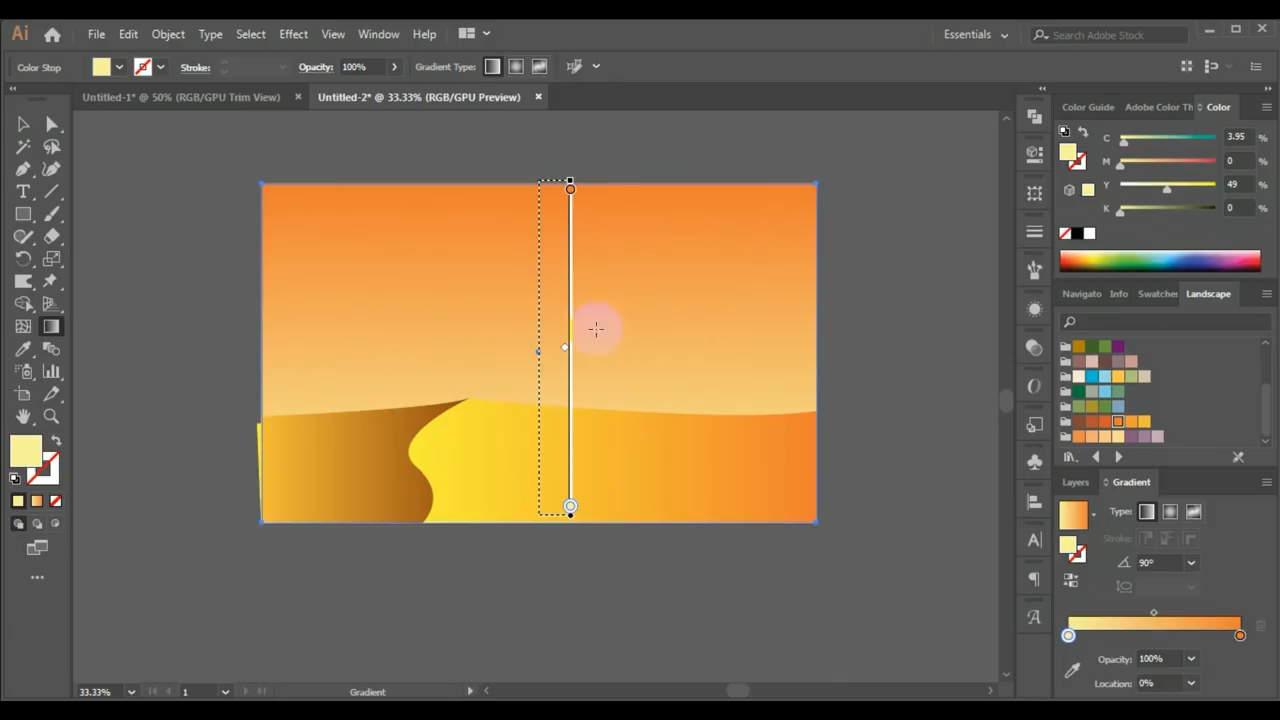 Ai File Edit Object Type Select Effect View Window Help Essentials Search Adobe Stock
Color Stop Stroke: Opacity: 100% Gradient Type:
Untitled-1* @ 50% (RGB/GPU Trim View) Untitled-2* @ 33.33% (RGB/GPU Preview)
Color Guide Adobe Color Th Color
C 3.95 %
M 0 %
Y 49 %
K 0 %
Navigato Info Swatches Landscape
Layers Gradient
Type:
Stroke:
90°
Opacity: 100%
Location: 0%
33.33% 1 Gradient